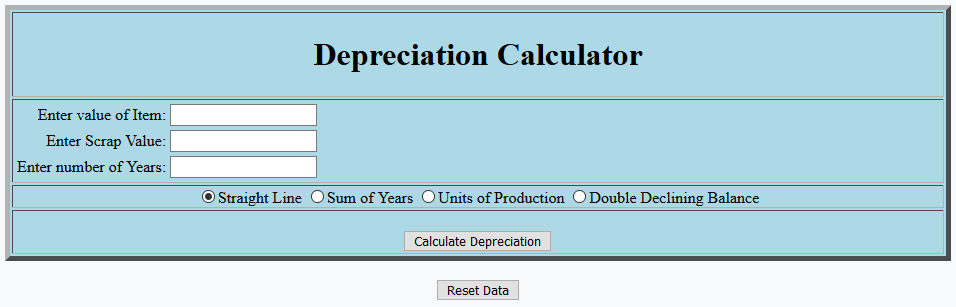 Depreciation Calculator
Enter value of Item:
Enter Scrap Value:
Enter number of Years:
Straight Line Sum of Years Units of Production Double Declining Balance
Calculate Depreciation
Reset Data